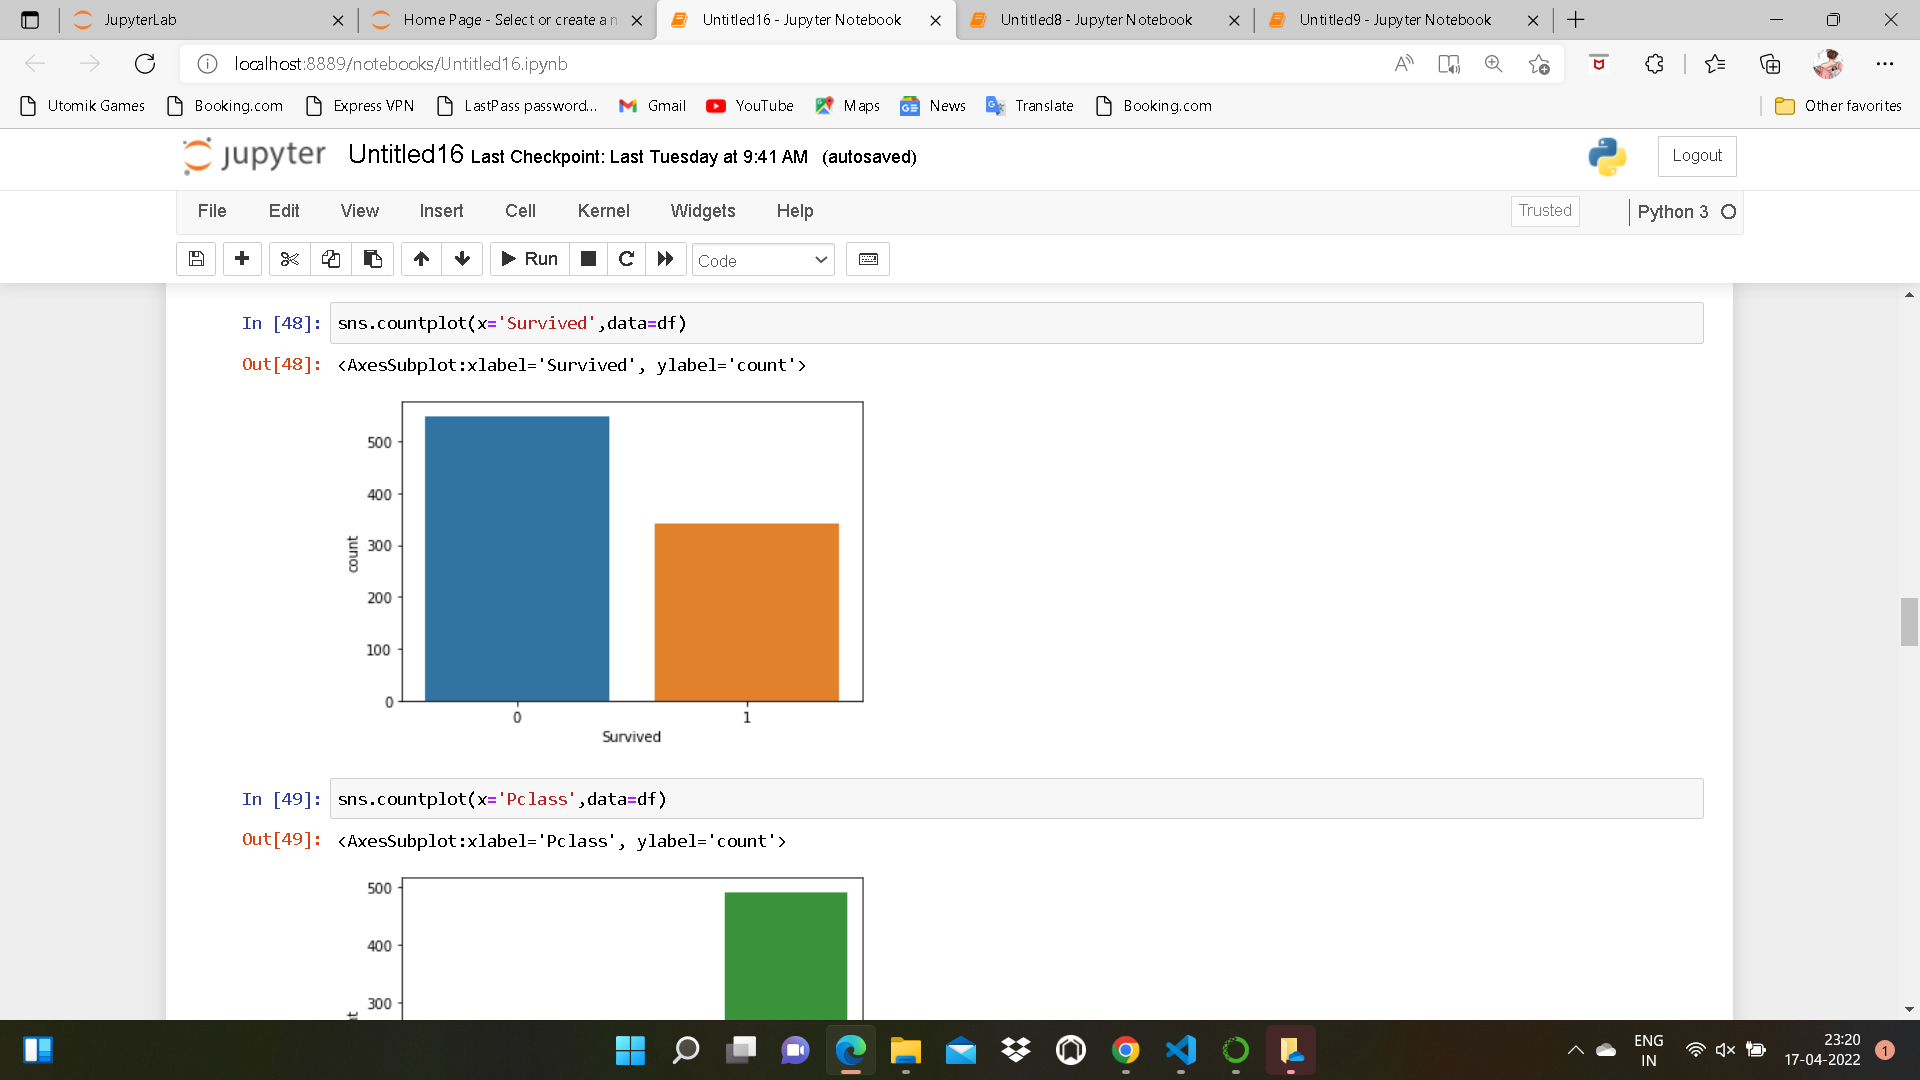 JupyterLab
Home Page - Select or create a n
Untitled16 - Jupyter Notebook
Untitled8 - Jupyter Notebook
Untitled9 - Jupyter Notebook
localhost:8889/notebooks/Untitled16.ipynb
Utomik Games
Booking.com
Express VPN
LastPass password...
Gmail
YouTube
Maps
News
Translate
Booking.com
Other favorites
jupyter Untitled16 Last Checkpoint: Last Tuesday at 9:41 AM (autosaved)
Logout
File Edit View Insert Cell Kernel Widgets Help
Trusted
Python 3
Run
Code
In [48]: sns.countplot(x='Survived',data=df)
Out[48]: <AxesSubplot:xlabel='Survived', ylabel='count'>
500
400
300
200
100
0
count
0 1
Survived
In [49]: sns.countplot(x='Pclass',data=df)
Out[49]: <AxesSubplot:xlabel='Pclass', ylabel='count'>
500
400
300
ENG
IN
23:20
17-04-2022
1